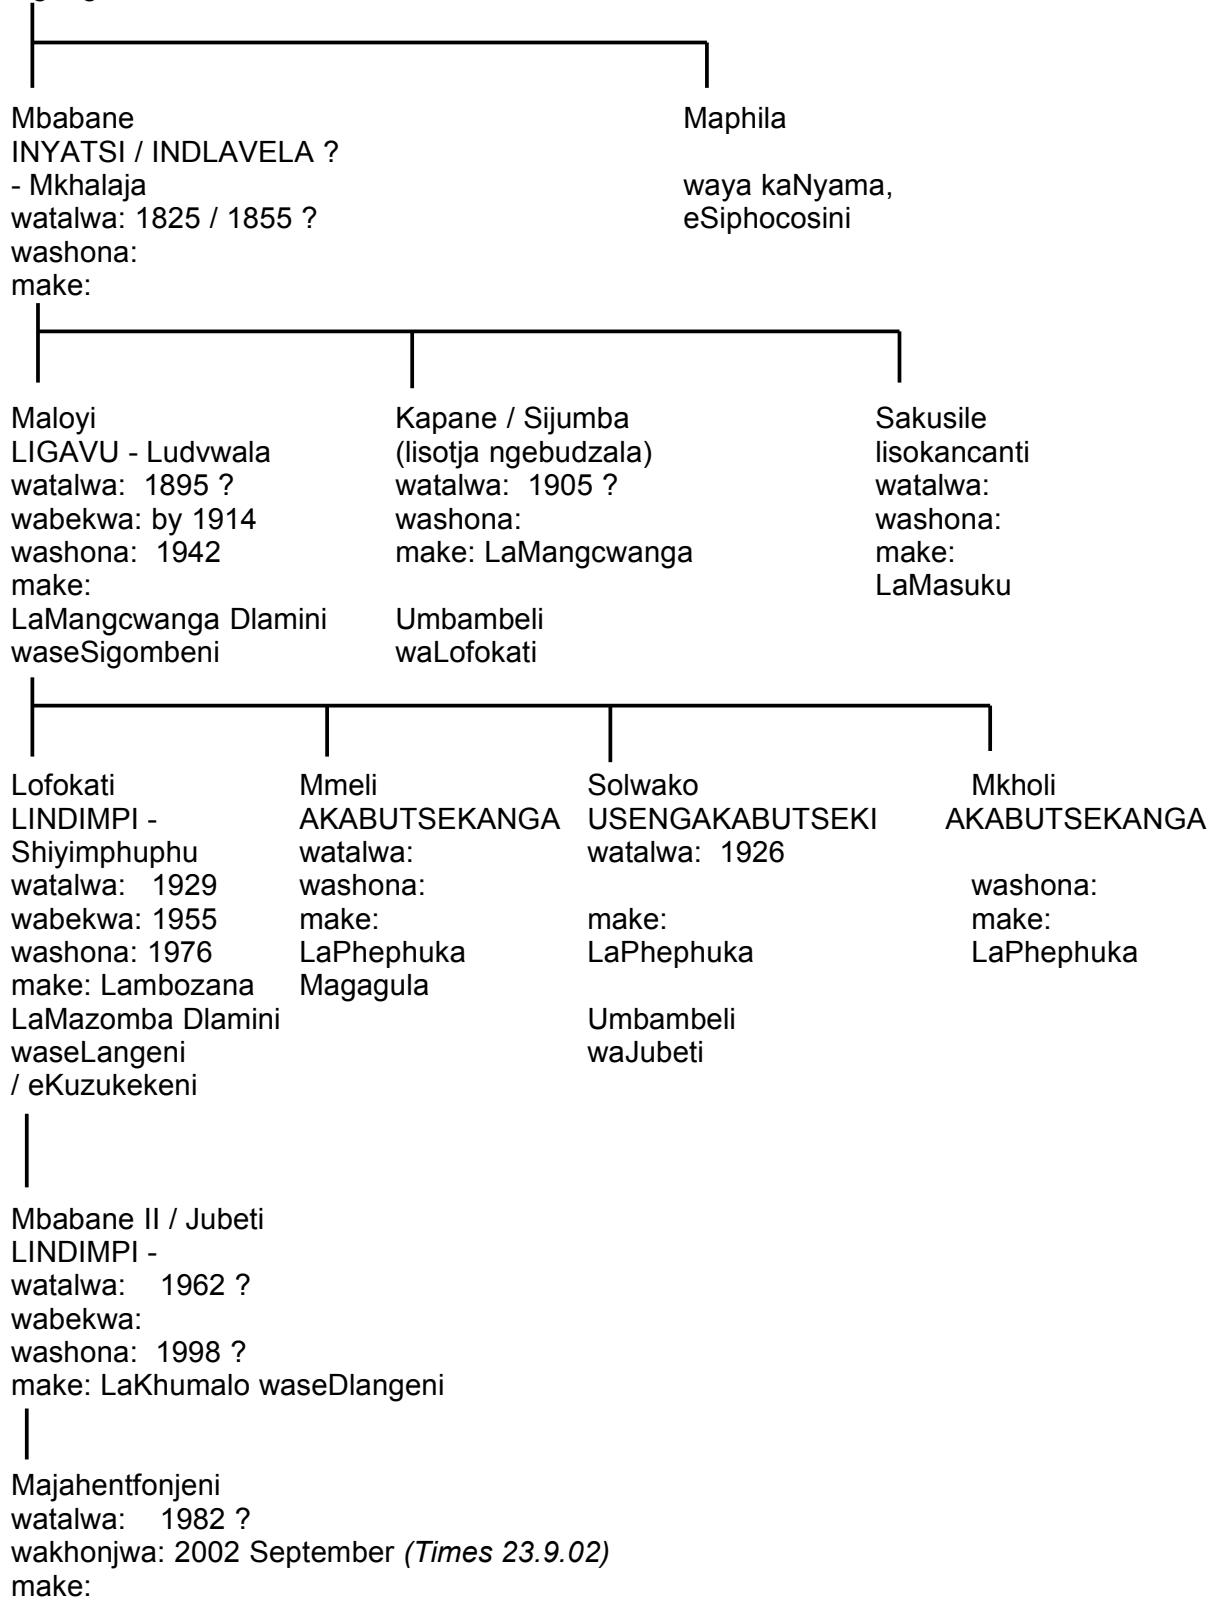 Mbabane
INYATSI / INDLAVELA ?
- Mkhalaja
watalwa: 1825 / 1855 ?
washona:
make:
Maphila
waya kaNyama,
eSiphocosini
Maloyi
LIGAVU - Ludvwala
watalwa: 1895 ?
wabekwa: by 1914
washona: 1942
make:
LaMangcwanga Dlamini
waseSigombeni
Kapane / Sijumba
(lisotja ngebudzala)
watalwa: 1905 ?
washona:
make: LaMangcwanga
Umbambeli
waLofokati
Sakusile
lisokancanti
watalwa:
washona:
make:
LaMasuku
Lofokati
LINDIMPI -
Shiyimphuphu
watalwa: 1929
wabekwa: 1955
washona: 1976
make: Lambozana
LaMazomba Dlamini
waseLangeni
/ eKuzukekeni
Mmeli
AKABUTSEKANGA
watalwa:
washona:
make:
LaPhephuka
Magagula
Solwako
USENGAKABUTSEKI
watalwa: 1926
make:
LaPhephuka
Umbambeli
waJubeti
Mkholi
AKABUTSEKANGA
washona:
make:
LaPhephuka
Mbabane II / Jubeti
LINDIMPI -
watalwa: 1962 ?
wabekwa:
washona: 1998 ?
make: LaKhumalo waseDlangeni
Majahentfonjeni
watalwa: 1982 ?
wakhonjwa: 2002 September (Times 23.9.02)
make: